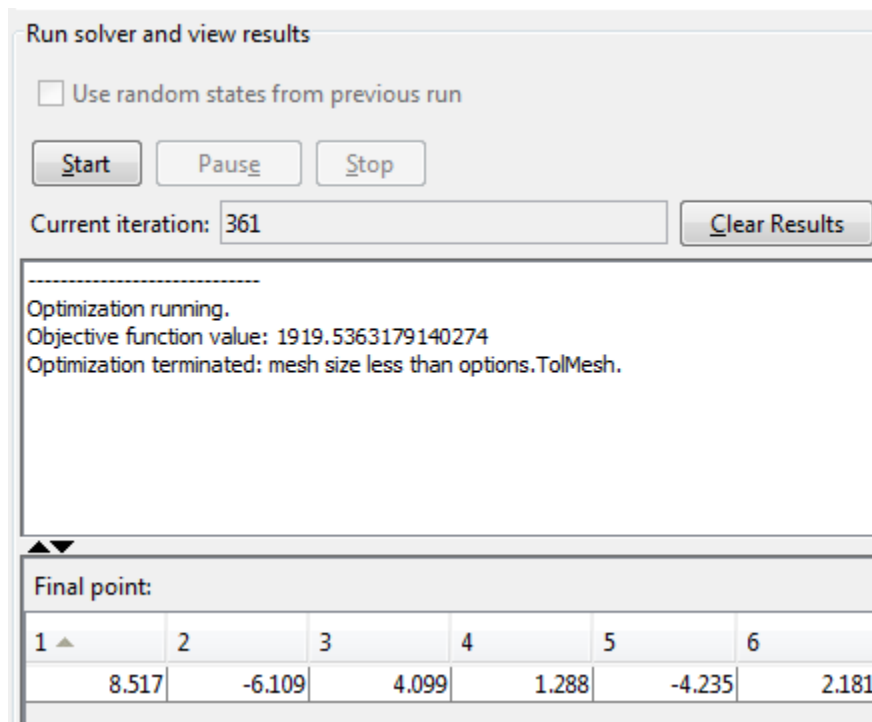 Run solver and view results
Use random states from previous run
Start Pause Stop
Current iteration: 361 Clear Results
------------------------------
Optimization running.
Objective function value: 1919.5363179140274
Optimization terminated: mesh size less than options.TolMesh.
Final point:
1 2 3 4 5 6
8.517 -6.109 4.099 1.288 -4.235 2.181